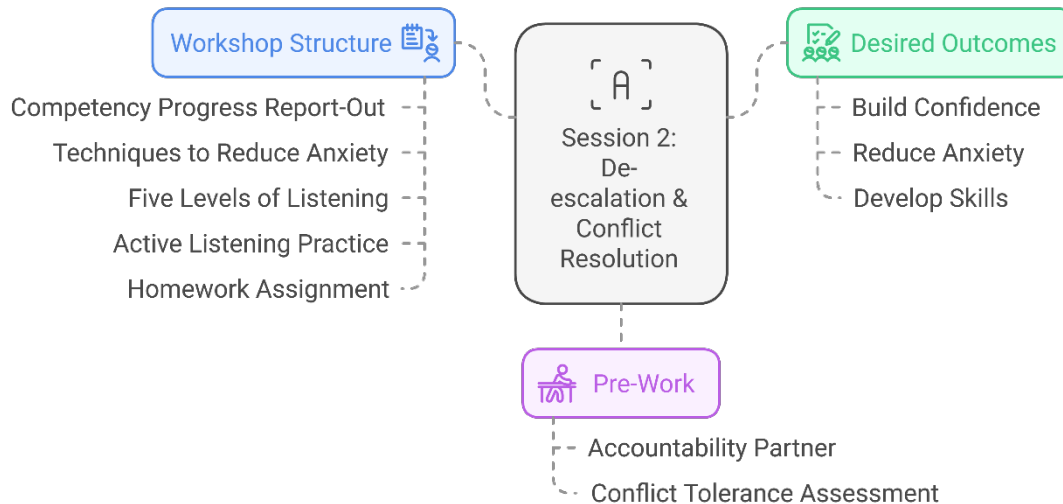 Workshop Structure
Competency Progress Report-Out
Techniques to Reduce Anxiety
Five Levels of Listening
Active Listening Practice
Homework Assignment
A
Session 2:
De-
escalation &
Conflict
Resolution
Desired Outcomes
Build Confidence
Reduce Anxiety
Develop Skills
Pre-Work
Accountability Partner
Conflict Tolerance Assessment